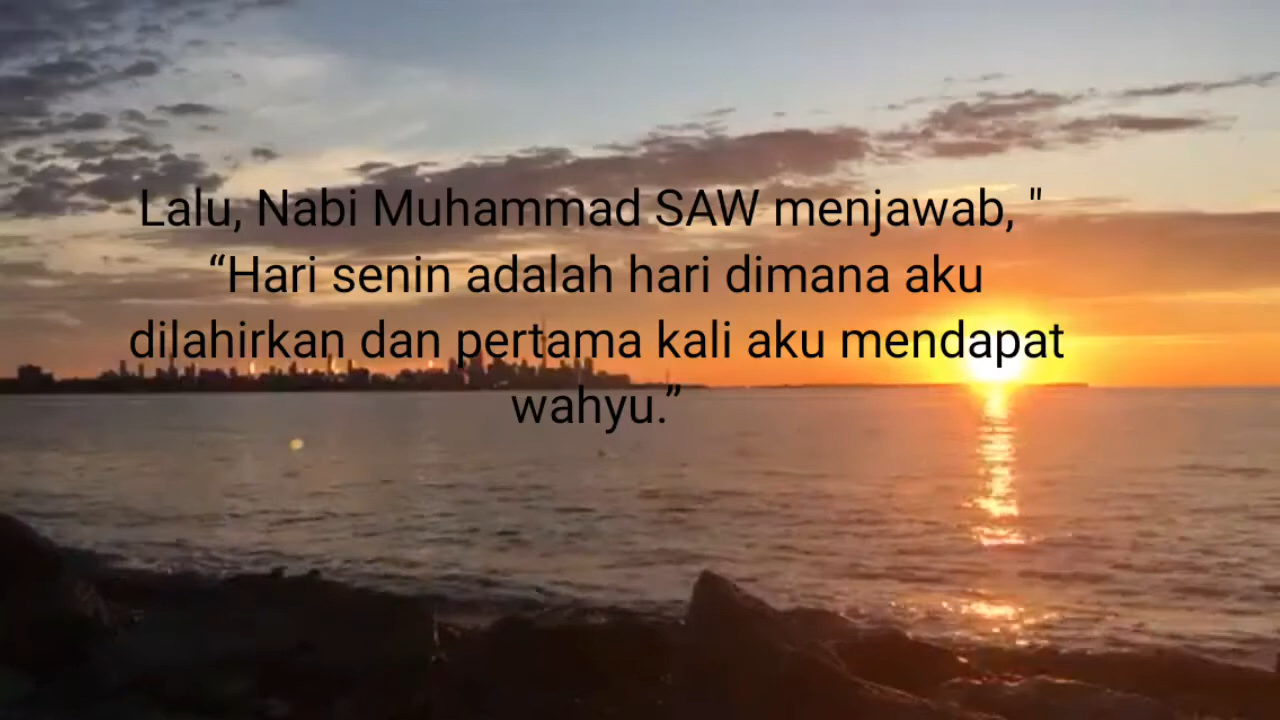 Lalu, Nabi Muhammad SAW menjawab, "
“Hari senin adalah hari dimana aku
dilahirkan dan pertama kali aku mendapat
wahyu.”